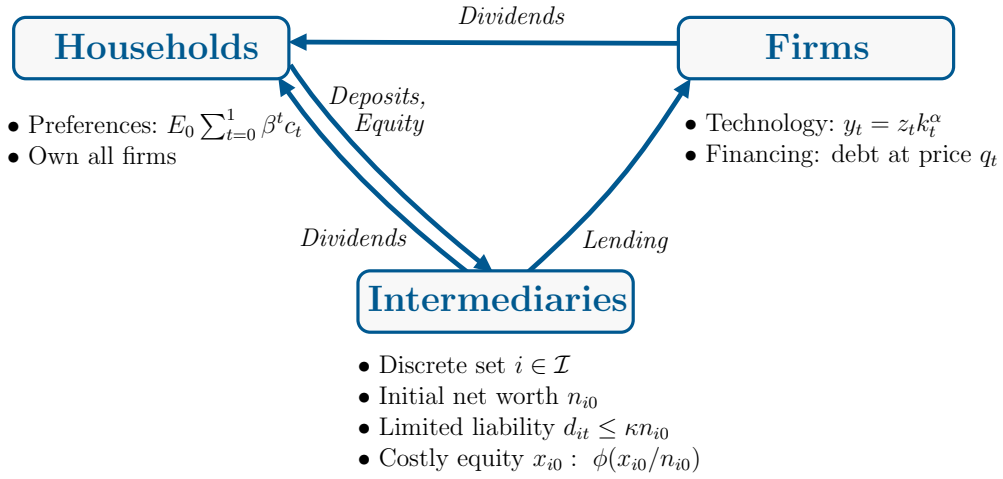 Dividends
Households
Firms
Deposits,
Equity
• Preferences: $E_0 \sum_{t=0}^{1} \beta^t c_t$
• Own all firms
• Technology: $y_t = z_t k_t^{\alpha}$
• Financing: debt at price $q_t$
Dividends
Lending
Intermediaries
• Discrete set $i \in \mathcal{I}$
• Initial net worth $n_{i0}$
• Limited liability $d_{it} \leq \kappa n_{i0}$
• Costly equity $x_{i0} : \ \phi(x_{i0}/n_{i0})$